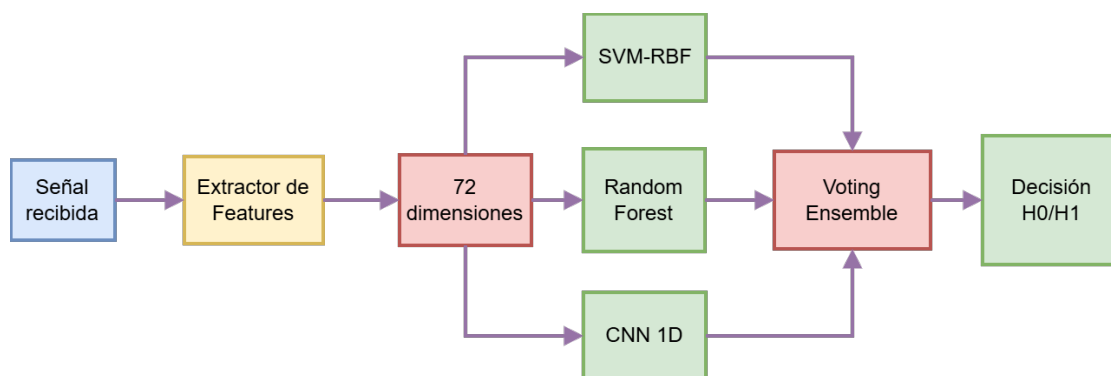 Señal
recibida
Extractor de
Features
72
dimensiones
SVM-RBF
Random
Forest
CNN 1D
Voting
Ensemble
Decisión
H0/H1